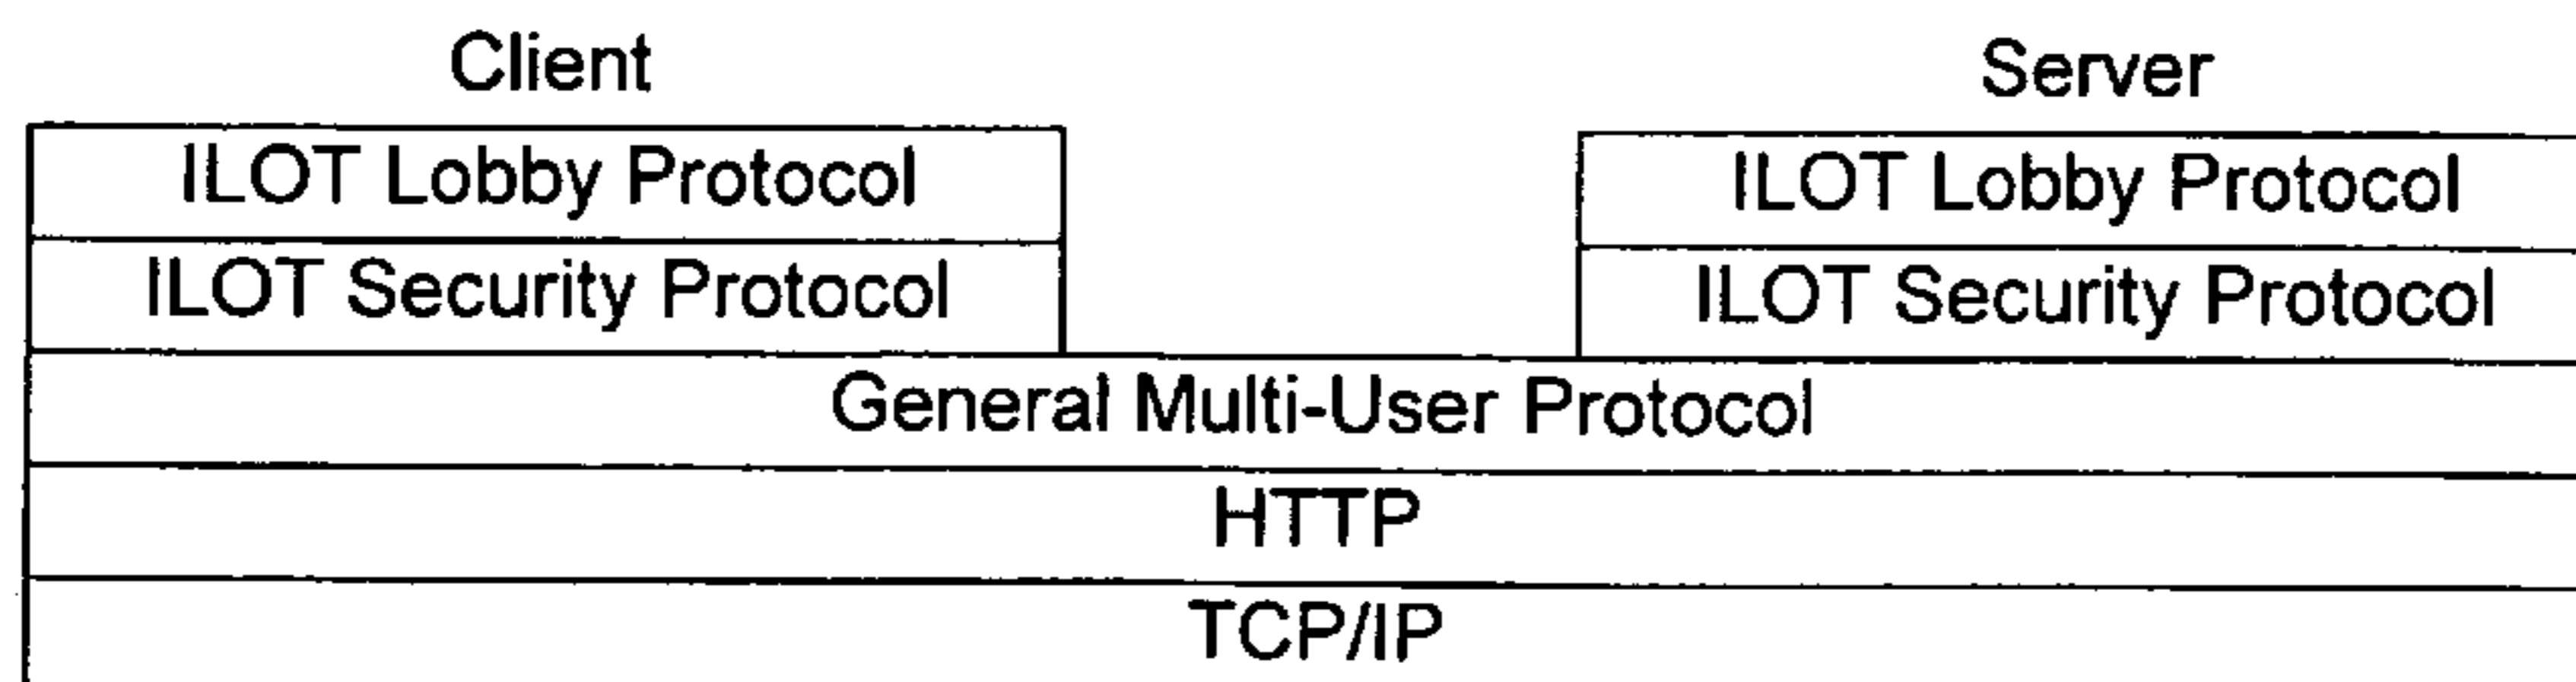 Client
Server
ILOT Lobby Protocol
ILOT Lobby Protocol
ILOT Security Protocol
ILOT Security Protocol
General Multi-User Protocol
HTTP
TCP/IP